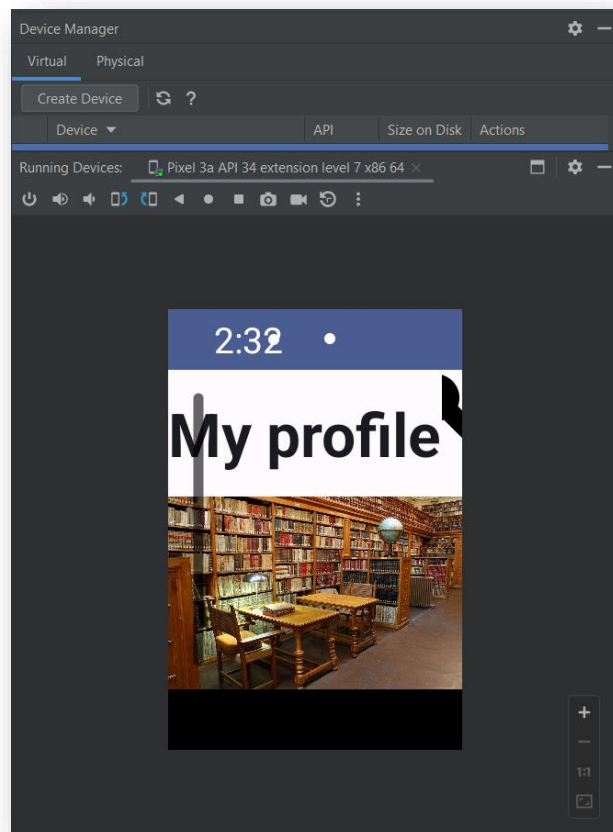 Device Manager
Virtual Physical
Create Device ?
Device API Size on Disk Actions
Running Devices: Pixel 3a API 34 extension level 7 x86 64
2:32
My profile
1:1